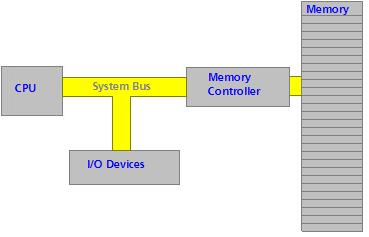 Memory
CPU
System Bus
Memory
Controller
I/O Devices